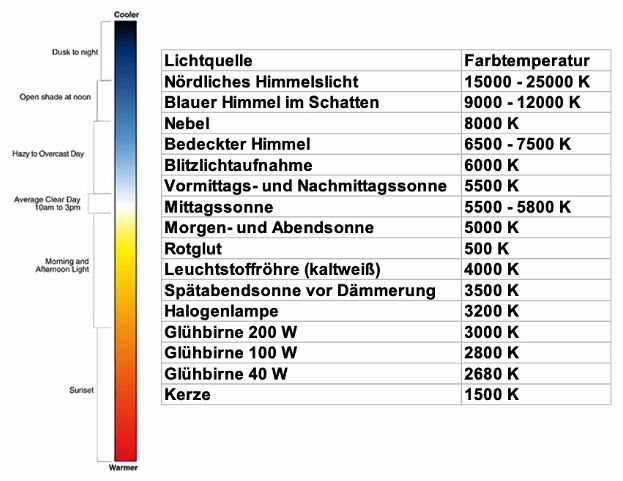 Cooler
Dusk to night
Open shade at noon
Hazy to Overcast Day
Average Clear Day
10am to 3pm
Morning and
Afternoon Light
Sunset
Warmer
Lichtquelle Farbtemperatur
Nördliches Himmelslicht 15000 - 25000 K
Blauer Himmel im Schatten 9000 - 12000 K
Nebel 8000 K
Bedeckter Himmel 6500 - 7500 K
Blitzlichtaufnahme 6000 K
Vormittags- und Nachmittagssonne 5500 K
Mittagssonne 5500 - 5800 K
Morgen- und Abendsonne 5000 K
Rotglut 500 K
Leuchtstoffröhre (kaltweiß) 4000 K
Spätabendsonne vor Dämmerung 3500 K
Halogenlampe 3200 K
Glühbirne 200 W 3000 K
Glühbirne 100 W 2800 K
Glühbirne 40 W 2680 K
Kerze 1500 K